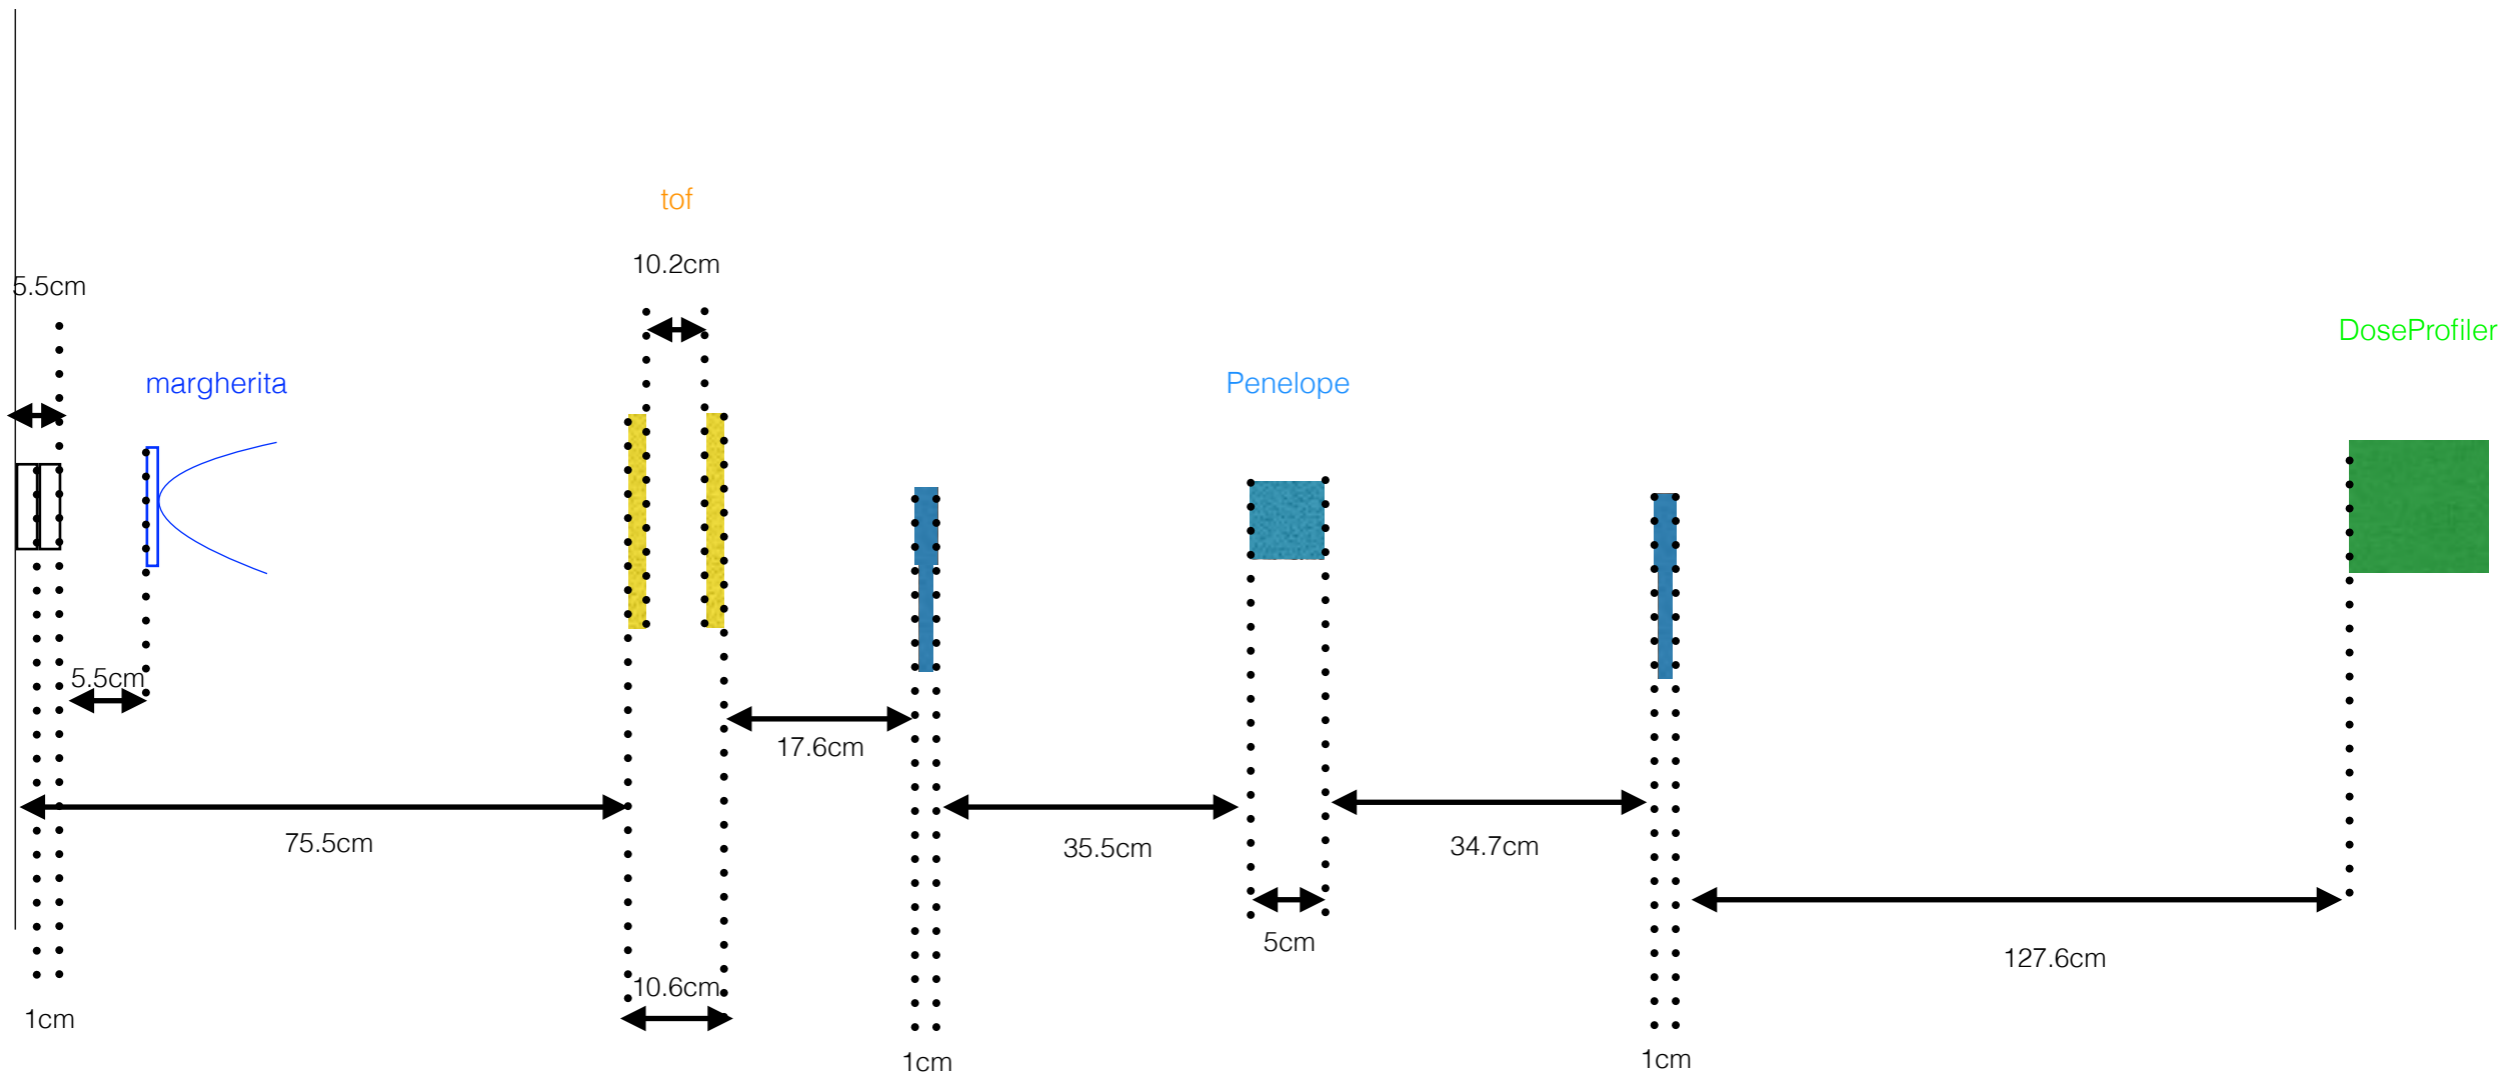 tof
10.2cm
5.5cm
DoseProfiler
margherita
Penelope
5.5cm
17.6cm
75.5cm
35.5cm
34.7cm
5cm
127.6cm
10.6cm
1cm
1cm
1cm